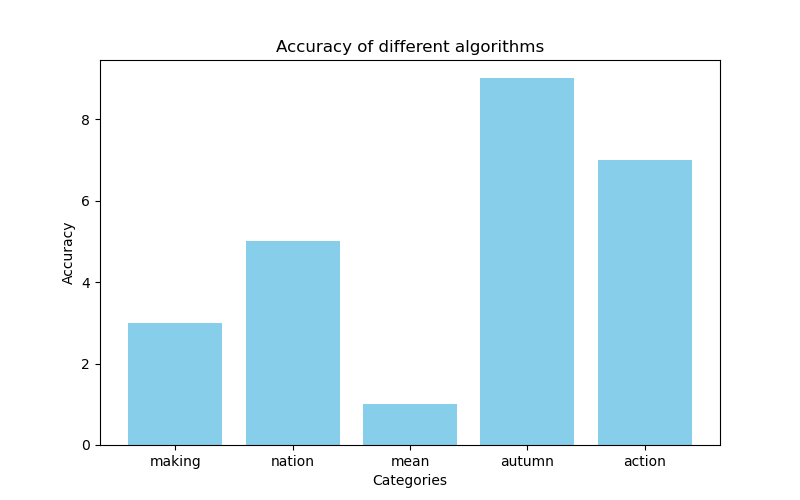 Accuracy of different algorithms
Accuracy
8
6
4
2
0
making nation mean autumn action
Categories